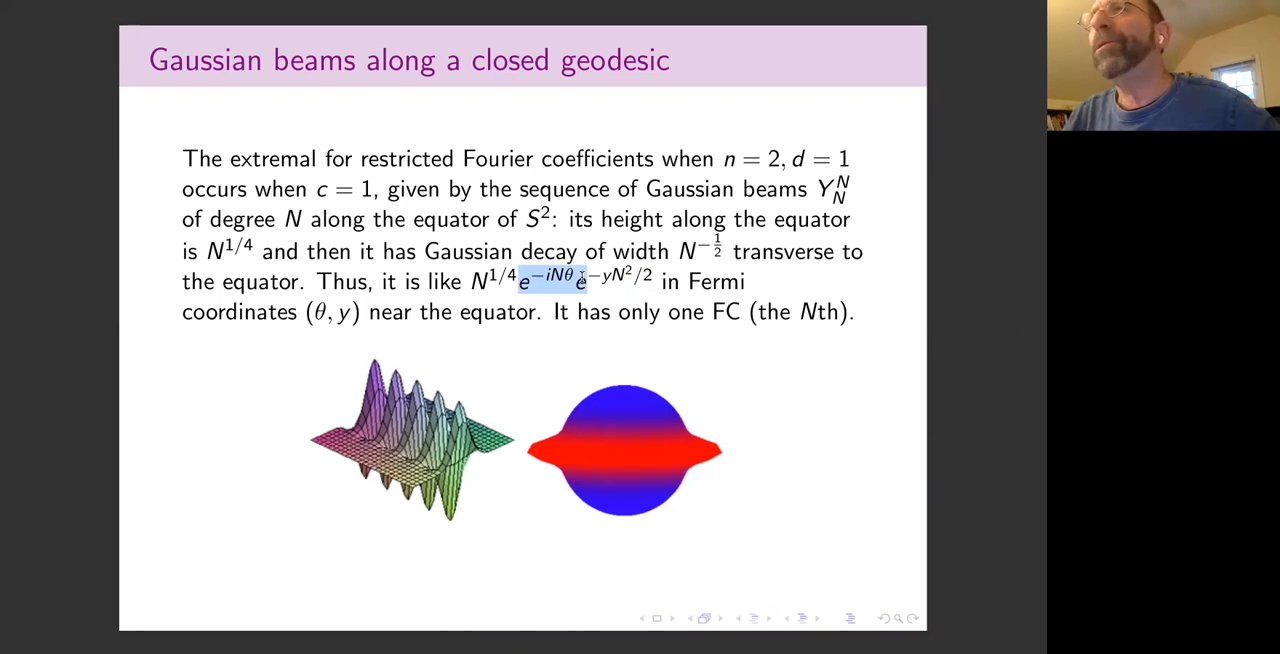 Gaussian beams along a closed geodesic
The extremal for restricted Fourier coefficients when n = 2, d = 1
occurs when c = 1, given by the sequence of Gaussian beams Y_N^N
of degree N along the equator of S²: its height along the equator
is N^{1/4} and then it has Gaussian decay of width N^{-\frac{1}{2}} transverse to
the equator. Thus, it is like N^{1/4}e^{-iNθ}e^{-yN²/2} in Fermi
coordinates (θ, y) near the equator. It has only one FC (the Nth).